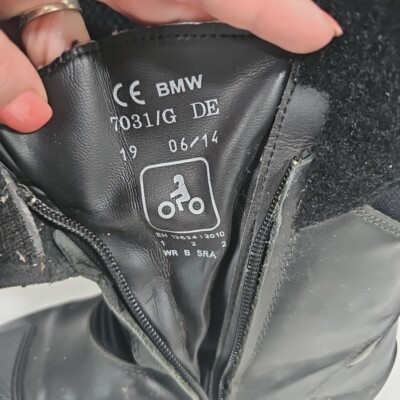 CE BMW
7031/G DE
19 06/14
EN 13634:2010
1 2 2
WR B SRA